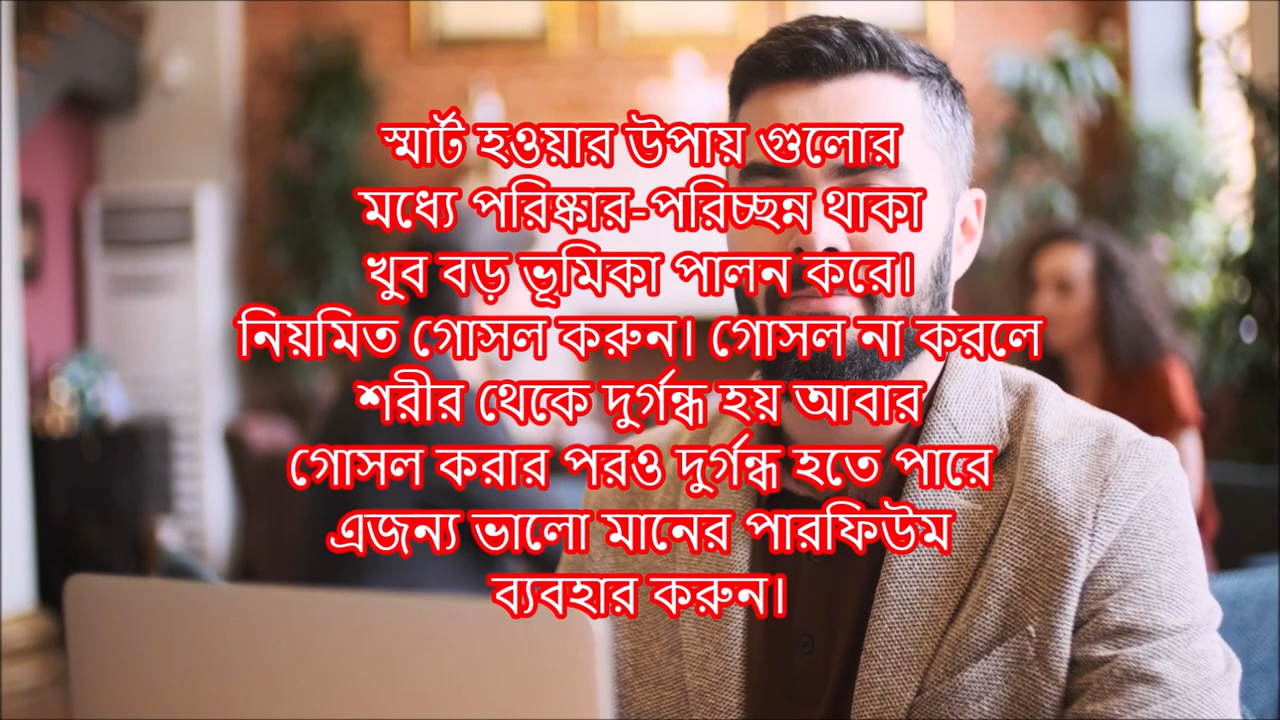 স্মার্ট হওয়ার উপায় গুলোর
মধ্যে পরিষ্কার-পরিচ্ছন্ন থাকা
খুব বড় ভূমিকা পালন করে।
নিয়মিত গোসল করুন। গোসল না করলে
শরীর থেকে দুর্গন্ধ হয় আবার
গোসল করার পরও দুর্গন্ধ হতে পারে
এজন্য ভালো মানের পারফিউম
ব্যবহার করুন।